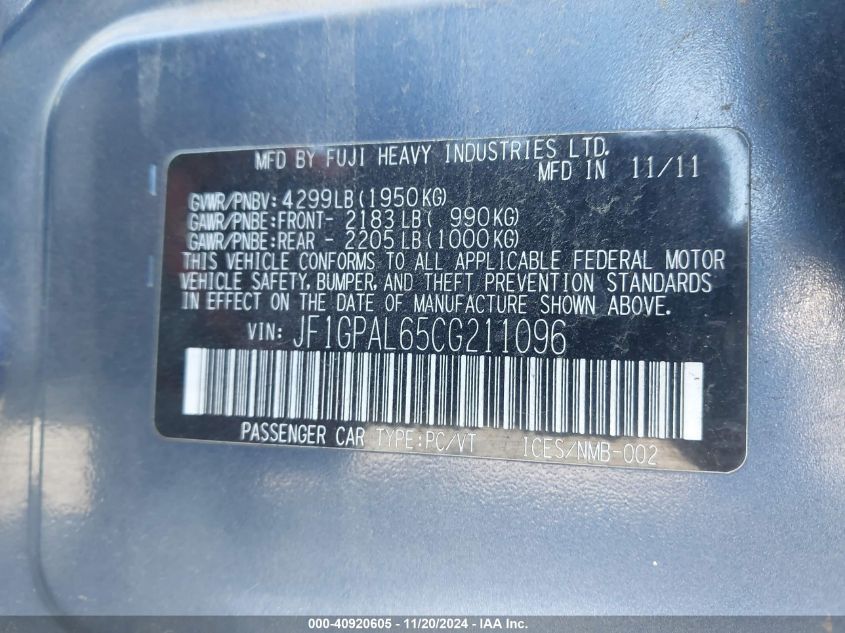 MFD BY FUJI HEAVY INDUSTRIES LTD.
MFD IN 11/11
GVWR/PNBV: 4299LB(1950KG)
GAWR/PNBE:FRONT- 2183LB( 990KG)
GAWR/PNBE:REAR - 2205LB(1000KG)
THIS VEHICLE CONFORMS TO ALL APPLICABLE FEDERAL MOTOR
VEHICLE SAFETY, BUMPER, AND THEFT PREVENTION STANDARDS
IN EFFECT ON THE DATE OF MANUFACTURE SHOWN ABOVE.
VIN: JF1GPAL65CG211096
PASSENGER CAR TYPE:PC/VT ICES/NMB-002
000-40920605 - 11/20/2024 - IAA, Inc.